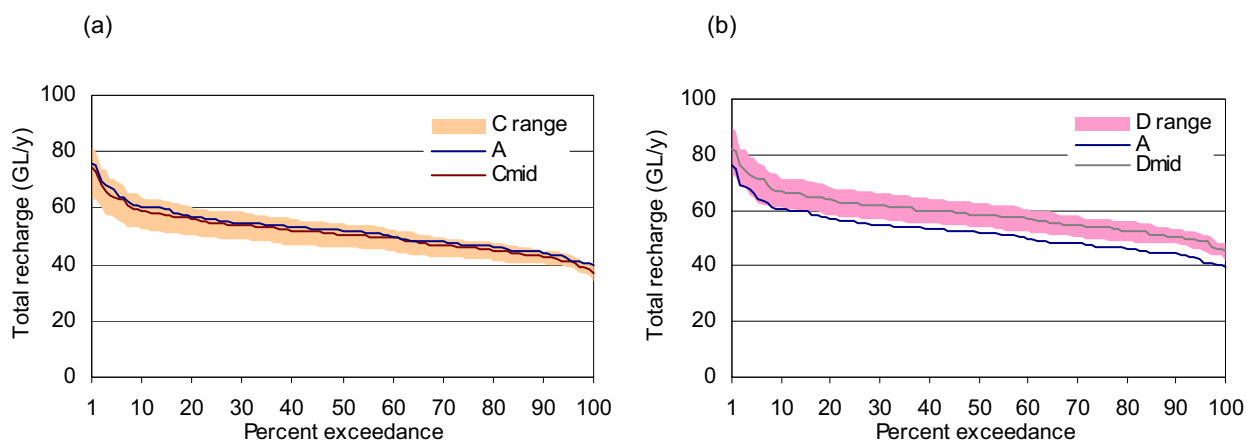 (a)
Total recharge (GL/y)
100
80
60
40
20
0
C range
A
Cmid
1 10 20 30 40 50 60 70 80 90 100
Percent exceedance
(b)
Total recharge (GL/y)
100
80
60
40
20
0
D range
A
Dmid
1 10 20 30 40 50 60 70 80 90 100
Percent exceedance